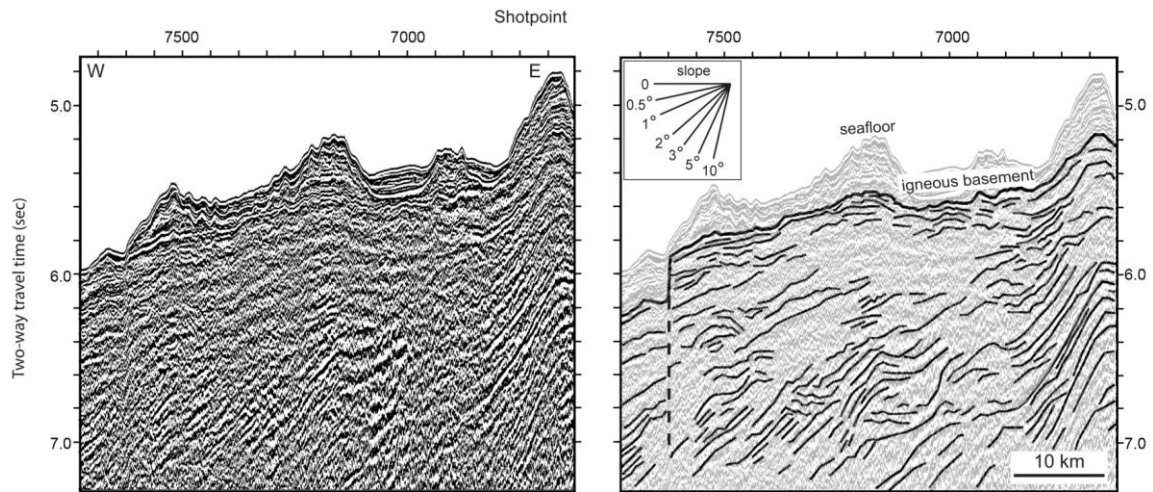 Shotpoint
7500 7000 7500 7000
W E
slope
0
0.5°
1°
2°
3°
5°
10°
5.0 5.0
seafloor
igneous basement
Two-way travel time (sec)
6.0 6.0
7.0 7.0
10 km